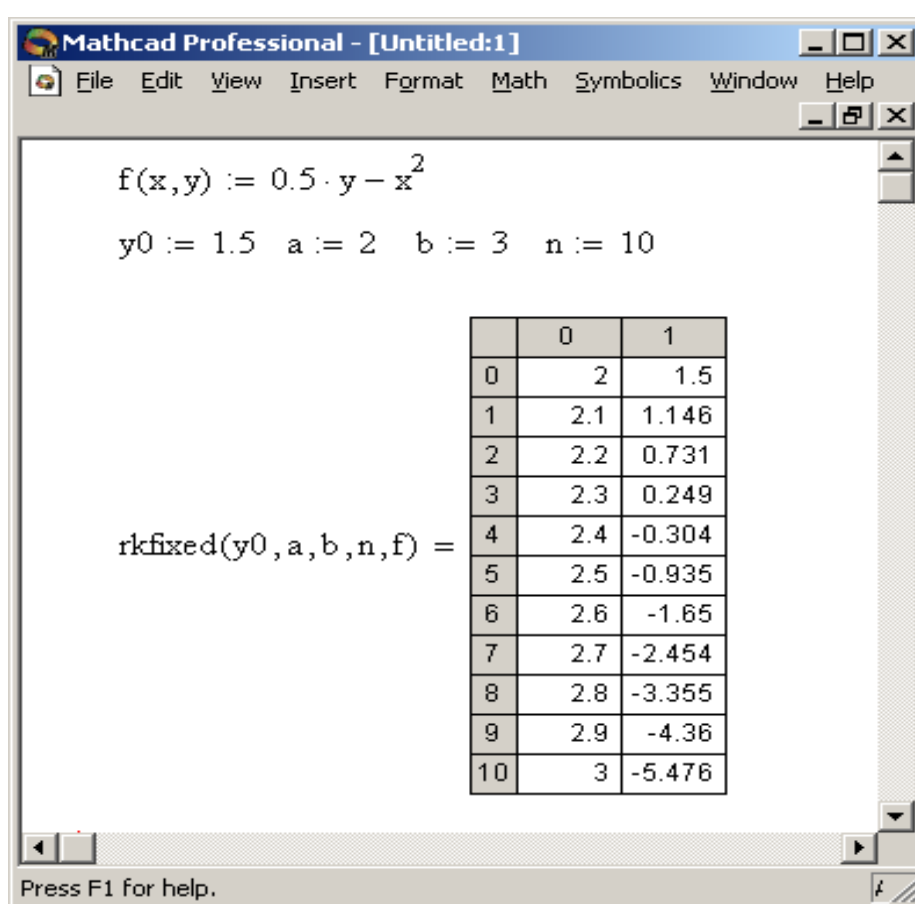 Mathcad Professional - [Untitled:1]
File Edit View Insert Format Math Symbolics Window Help
f(x,y) := 0.5 · y − x²
y0 := 1.5 a := 2 b := 3 n := 10
0 1
0 2 1.5
1 2.1 1.146
2 2.2 0.731
3 2.3 0.249
rkfixed(y0,a,b,n,f) =
4 2.4 -0.304
5 2.5 -0.935
6 2.6 -1.65
7 2.7 -2.454
8 2.8 -3.355
9 2.9 -4.36
10 3 -5.476
Press F1 for help.